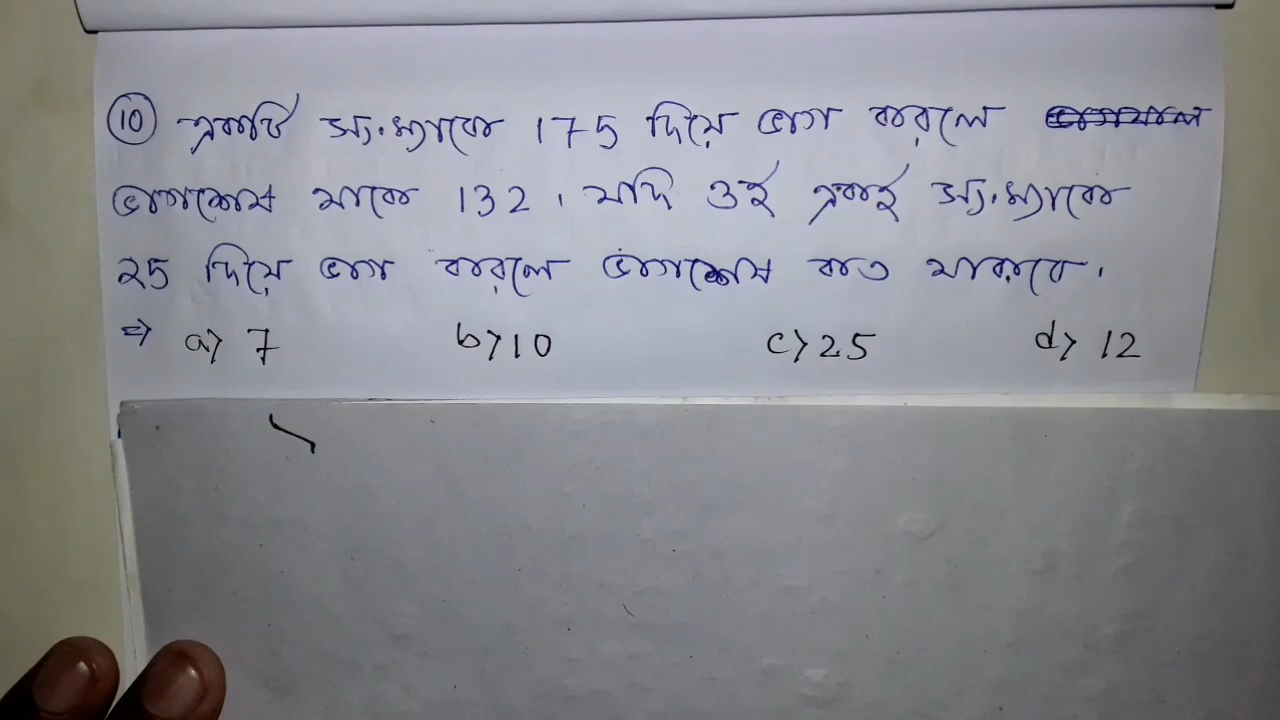 10 একটি সংখ্যাকে 175 দিয়ে ভাগ করলে
ভাগশেষ থাকে 132। যদি ওই একই সংখ্যাকে
25 দিয়ে ভাগ করলে ভাগশেষ কত থাকবে।
⇒ a> 7 b> 10 c> 25 d> 12